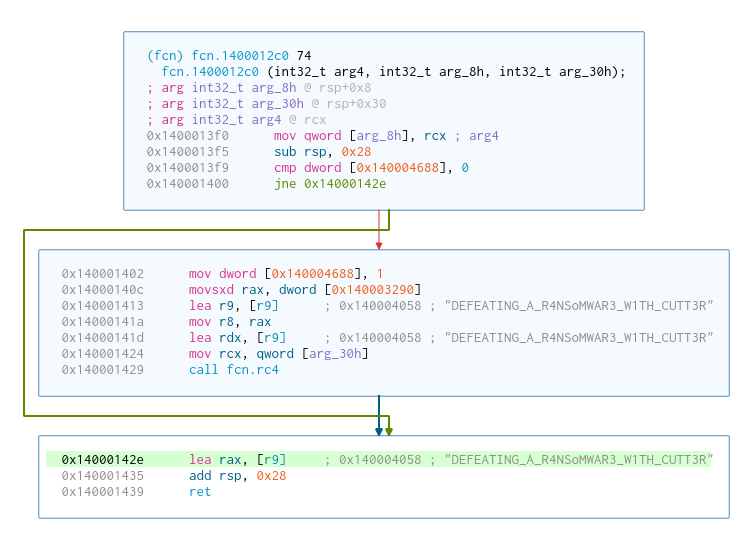 (fcn) fcn.1400012c0 74
fcn.1400012c0 (int32_t arg4, int32_t arg_8h, int32_t arg_30h);
; arg int32_t arg_8h @ rsp+0x8
; arg int32_t arg_30h @ rsp+0x30
; arg int32_t arg4 @ rcx
0x1400013f0 mov qword [arg_8h], rcx ; arg4
0x1400013f5 sub rsp, 0x28
0x1400013f9 cmp dword [0x140004688], 0
0x140001400 jne 0x14000142e
0x140001402 mov dword [0x140004688], 1
0x14000140c movsxd rax, dword [0x140003290]
0x140001413 lea r9, [r9] ; 0x140004058 ; "DEFEATING_A_R4NSoMWAR3_W1TH_CUTT3R"
0x14000141a mov r8, rax
0x14000141d lea rdx, [r9] ; 0x140004058 ; "DEFEATING_A_R4NSoMWAR3_W1TH_CUTT3R"
0x140001424 mov rcx, qword [arg_30h]
0x140001429 call fcn.rc4
0x14000142e lea rax, [r9] ; 0x140004058 ; "DEFEATING_A_R4NSoMWAR3_W1TH_CUTT3R"
0x140001435 add rsp, 0x28
0x140001439 ret